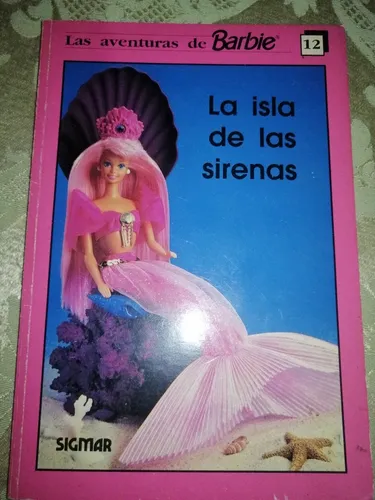 Las aventuras de Barbie®
12
La isla
de las
sirenas
SIGMAR